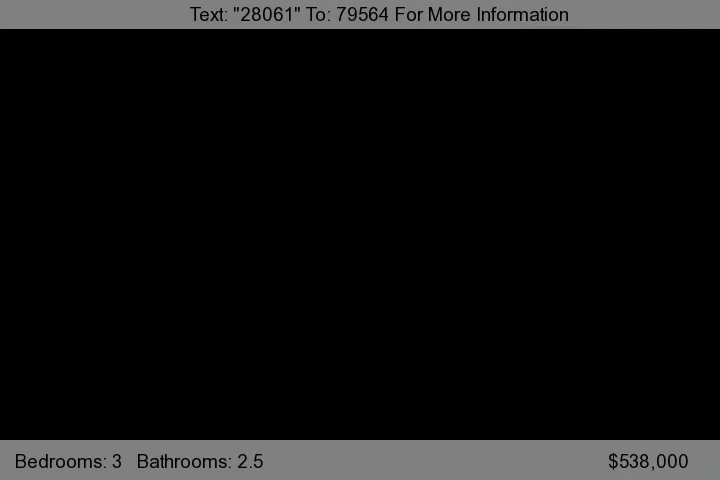 Text: "28061" To: 79564 For More Information
Bedrooms: 3 Bathrooms: 2.5 $538,000